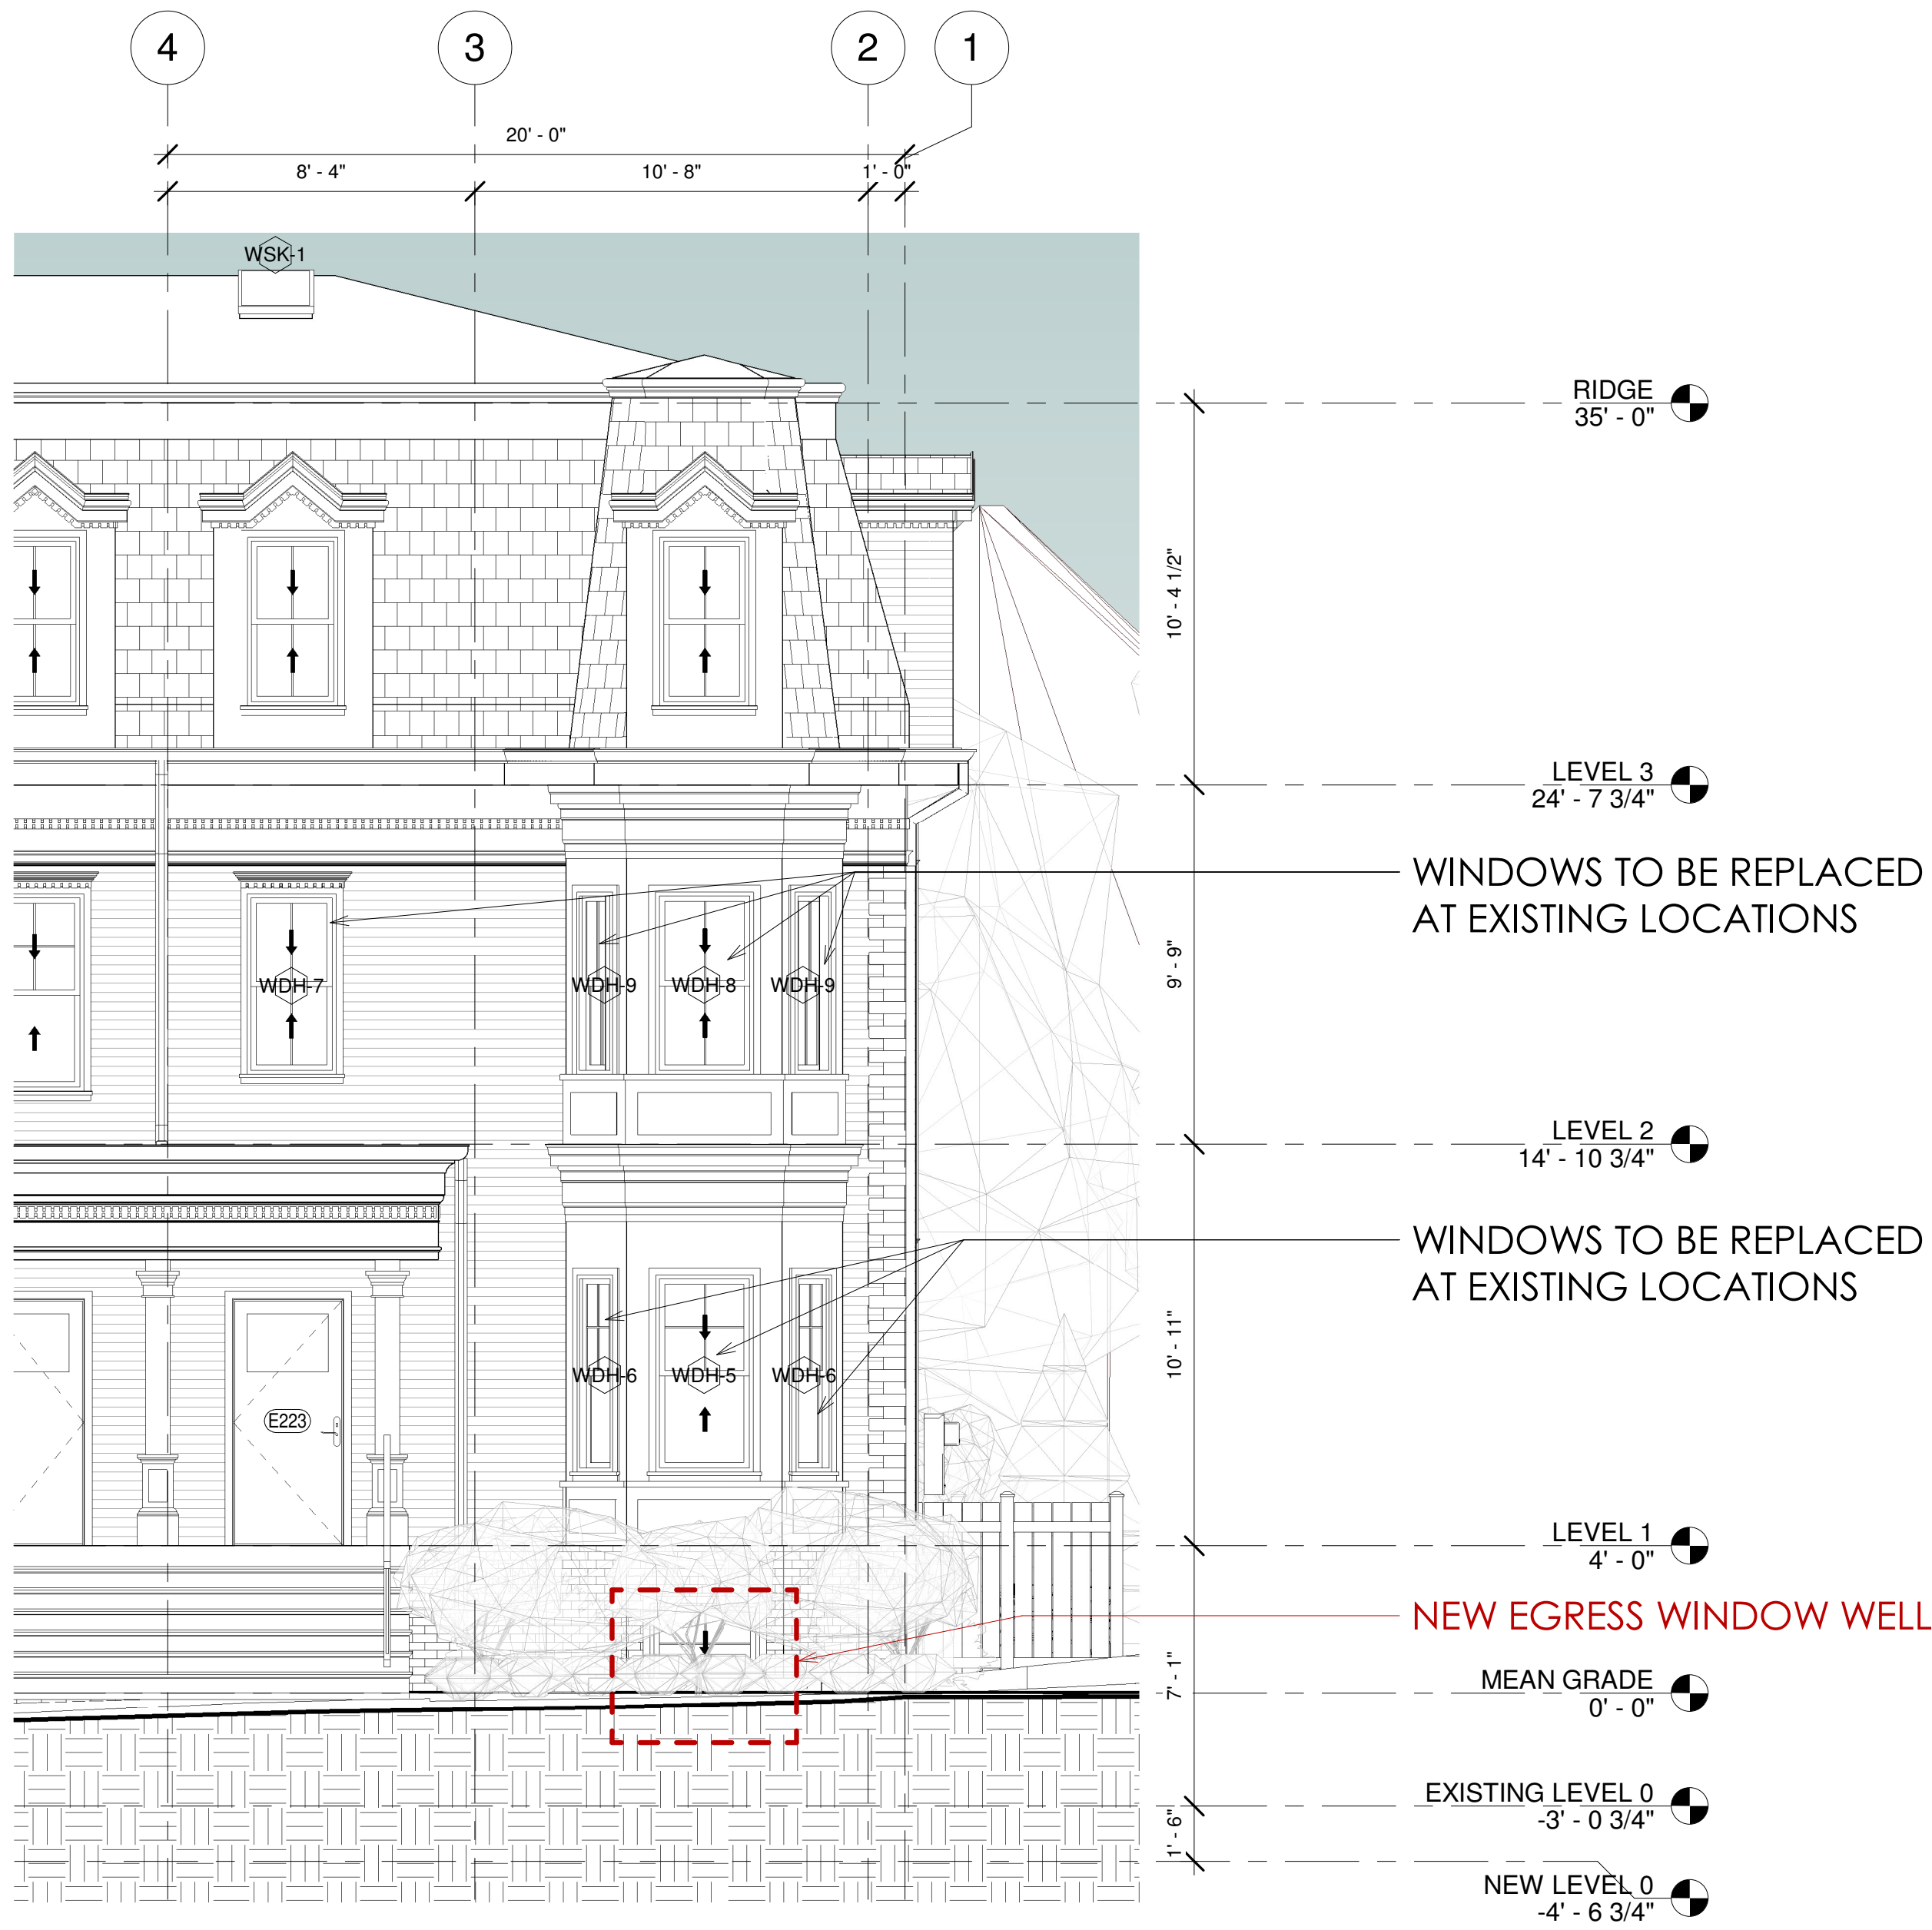 4 3 2 1
20' - 0"
8' - 4" 10' - 8" 1' - 0"
WSK-1
RIDGE
35' - 0"
10' - 4 1/2"
LEVEL 3
24' - 7 3/4"
WINDOWS TO BE REPLACED
AT EXISTING LOCATIONS
9' - 9"
WDH-7 WDH-9 WDH-8 WDH-9
LEVEL 2
14' - 10 3/4"
WINDOWS TO BE REPLACED
AT EXISTING LOCATIONS
10' - 11"
WDH-6 WDH-5 WDH-6
E223
LEVEL 1
4' - 0"
NEW EGRESS WINDOW WELL
7' - 1"
MEAN GRADE
0' - 0"
EXISTING LEVEL 0
-3' - 0 3/4"
1' - 6"
NEW LEVEL 0
-4' - 6 3/4"